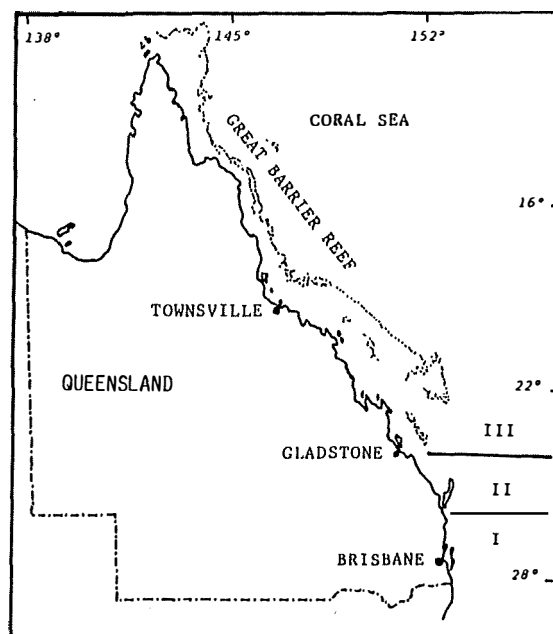 138° 145° 152°
CORAL SEA
GREAT BARRIER REEF
16°
TOWNSVILLE
QUEENSLAND
22°
III
GLADSTONE
II
I
BRISBANE
28°